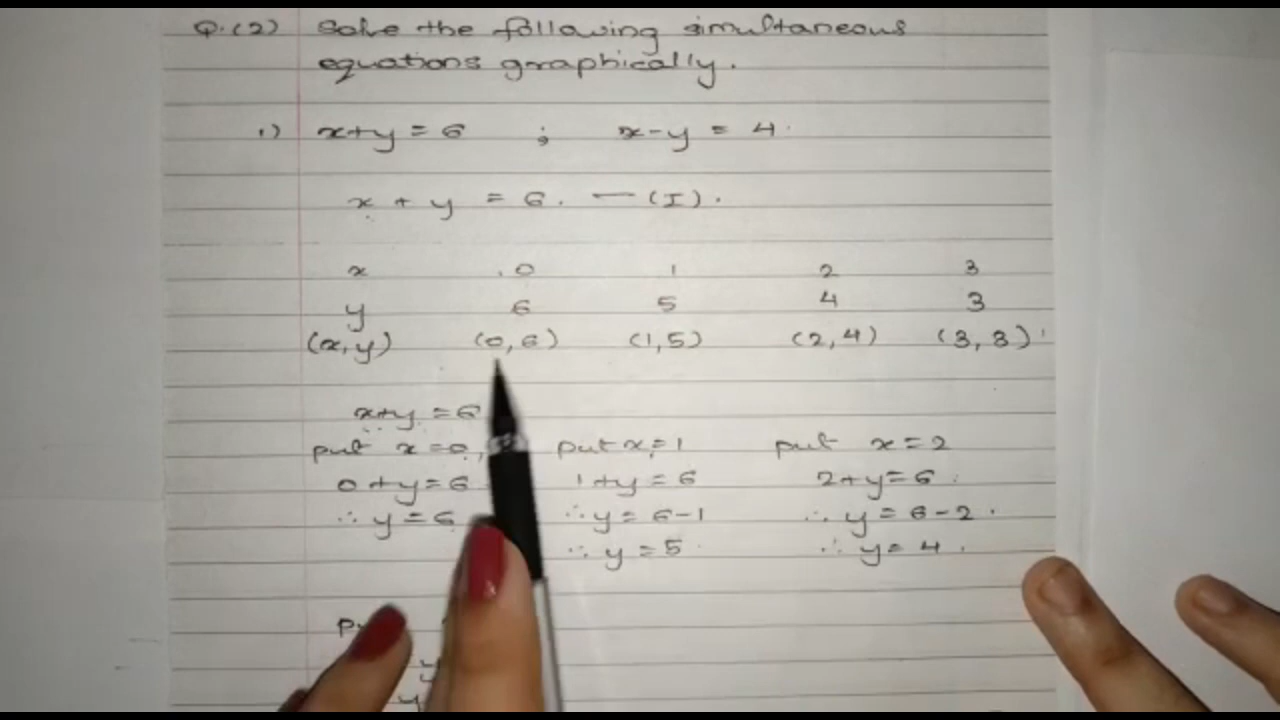 Q.(2) Solve the following simultaneous
equations graphically.
1) x+y = 6 ; x-y = 4.
x + y = 6. — (I).
x 0 1 2 3
y 6 5 4 3
(x,y) (0,6) (1,5) (2,4) (3,3)
x+y = 6
put x=0, put x=1 put x=2
0+y=6 1+y=6 2+y=6.
∴ y=6 ∴ y=6-1 ∴ y=6-2.
∴ y=5 ∴ y=4.